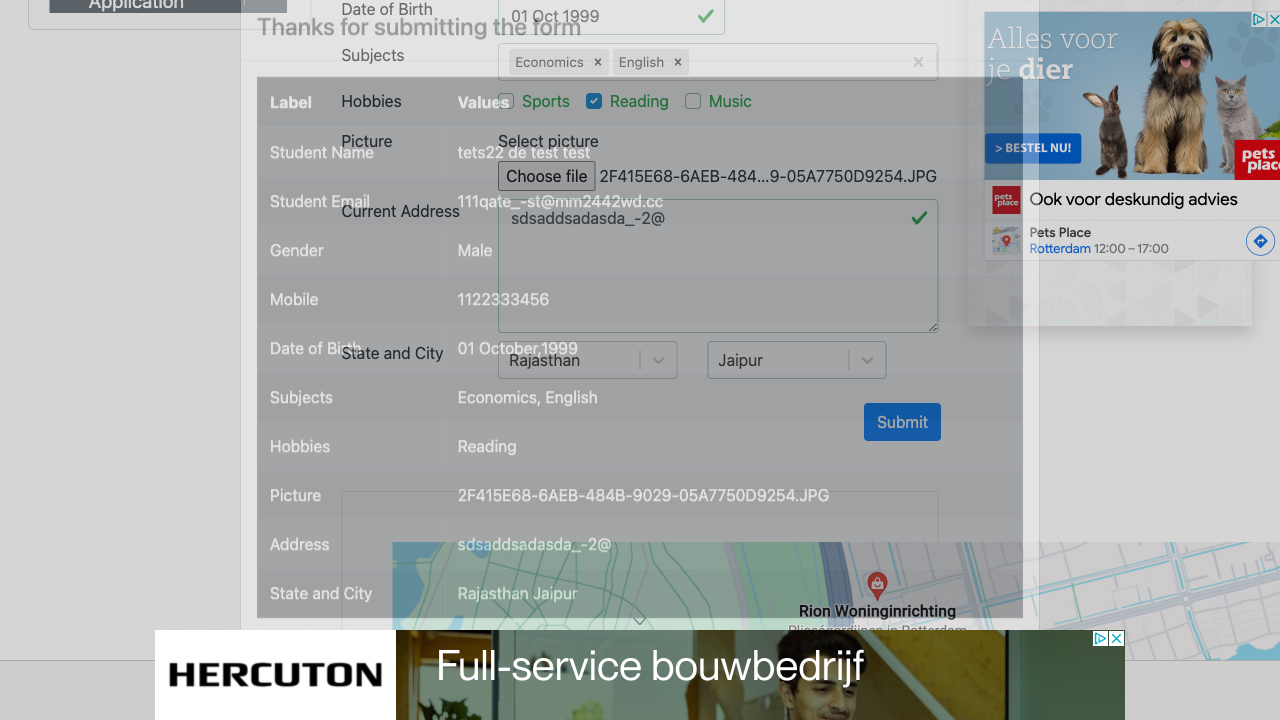 Application
Date of Birth
01 Oct 1999
Thanks for submitting the form
Subjects
Economics ×
English ×
Label
Values
Hobbies
Sports
Reading
Music
Picture
Select picture
Student Name
tets22 de test test
Choose file
2F415E68-6AEB-484...9-05A7750D9254.JPG
Student Email
111qate_-st@mm2442wd.cc
Current Address
sdsaddsadasda_-2@
Gender
Male
Mobile
1122333456
Date of Birth
01 October,1999
State and City
Rajasthan
Jaipur
Subjects
Economics, English
Submit
Hobbies
Reading
Picture
2F415E68-6AEB-484B-9029-05A7750D9254.JPG
Address
sdsaddsadasda_-2@
State and City
Rajasthan Jaipur
Alles voor
je dier
> BESTEL NU!
pets
place
pets
place
Ook voor deskundig advies
Pets Place
Rotterdam 12:00 – 17:00
Rion Woninginrichting
HERCUTON
Full-service bouwbedrijf